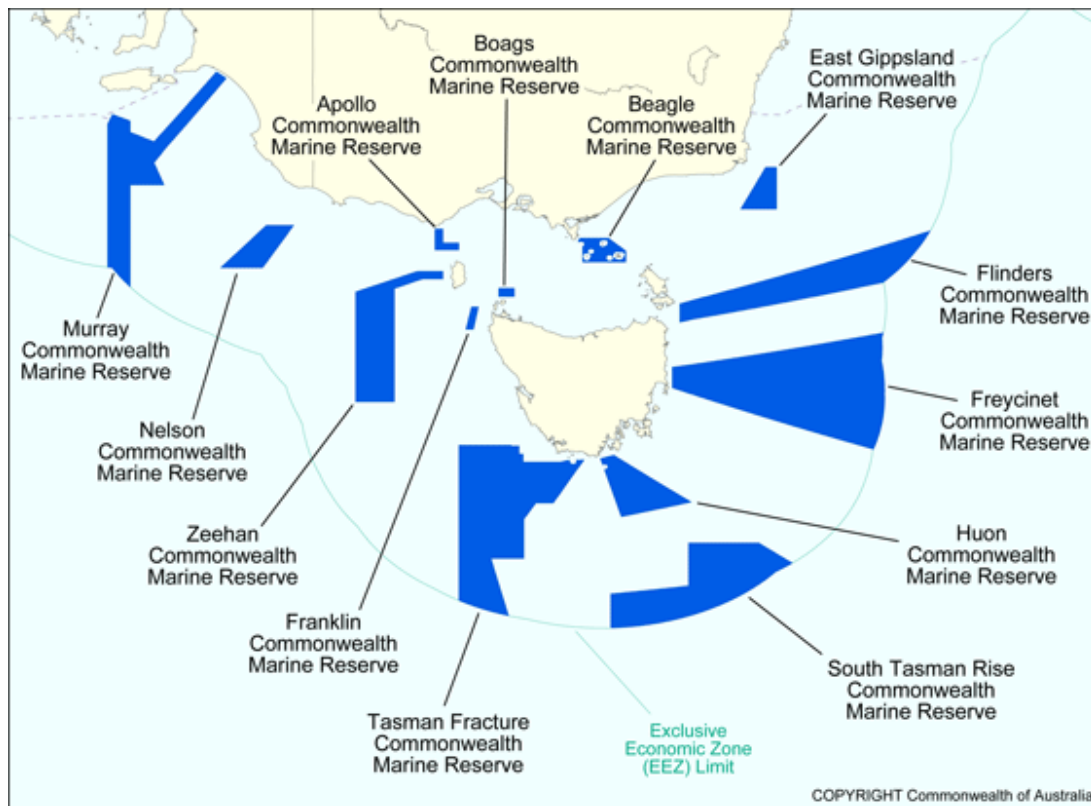 Boags
Commonwealth
Marine Reserve
East Gippsland
Commonwealth
Marine Reserve
Apollo
Commonwealth
Marine Reserve
Beagle
Commonwealth
Marine Reserve
Flinders
Commonwealth
Marine Reserve
Murray
Commonwealth
Marine Reserve
Freycinet
Commonwealth
Marine Reserve
Nelson
Commonwealth
Marine Reserve
Zeehan
Commonwealth
Marine Reserve
Huon
Commonwealth
Marine Reserve
Franklin
Commonwealth
Marine Reserve
South Tasman Rise
Commonwealth
Marine Reserve
Tasman Fracture
Commonwealth
Marine Reserve
Exclusive
Economic Zone
(EEZ) Limit
COPYRIGHT Commonwealth of Australia